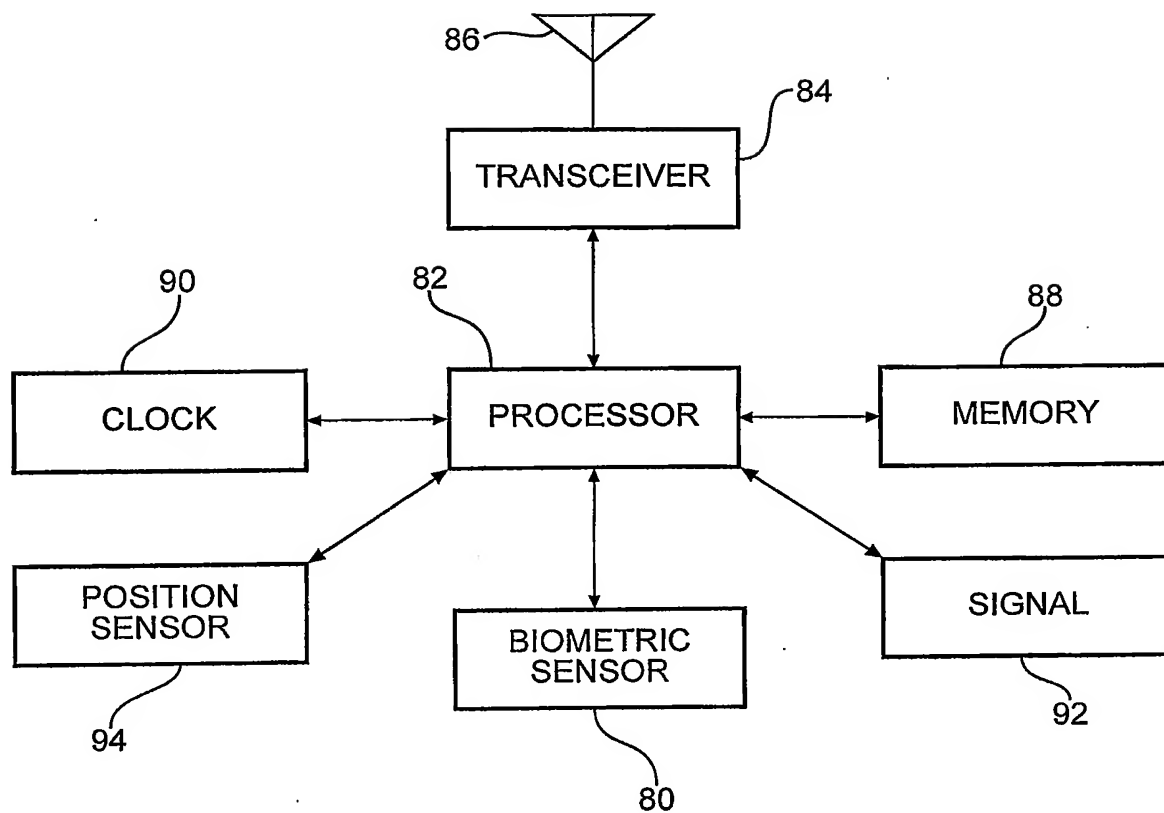 86
84
TRANSCEIVER
90
82
88
CLOCK
PROCESSOR
MEMORY
POSITION
SENSOR
BIOMETRIC
SENSOR
SIGNAL
94
80
92